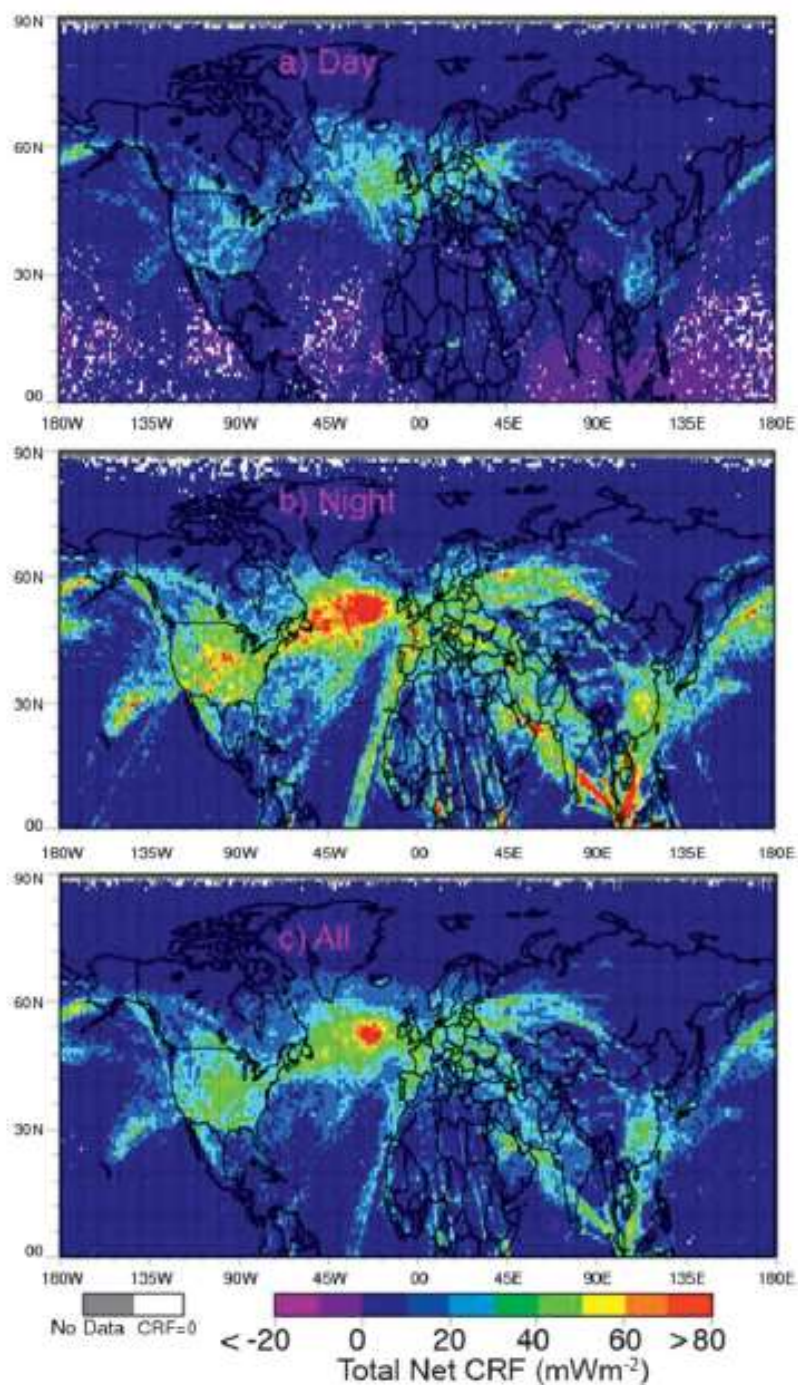 90N
a) Day
60N
30N
00
180W 135W 90W 45W 00 45E 90E 135E 180E
90N
b) Night
60N
30N
00
180W 135W 90W 45W 00 45E 90E 135E 180E
90N
c) All
60N
30N
00
180W 135W 90W 45W 00 45E 90E 135E 180E
No Data CRF=0
< -20 0 20 40 60 >80
Total Net CRF (mWm-2)